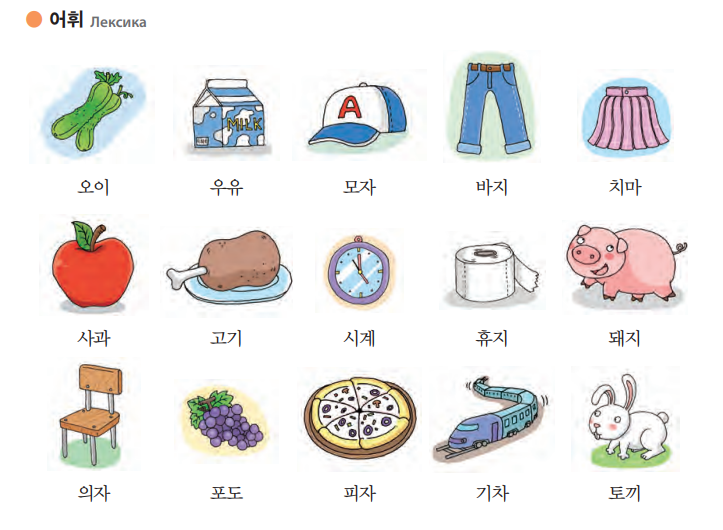 어휘 Лексика
A
MILK
오이 우유 모자 바지 치마
사과 고기 시계 휴지 돼지
의자 포도 피자 기차 토끼